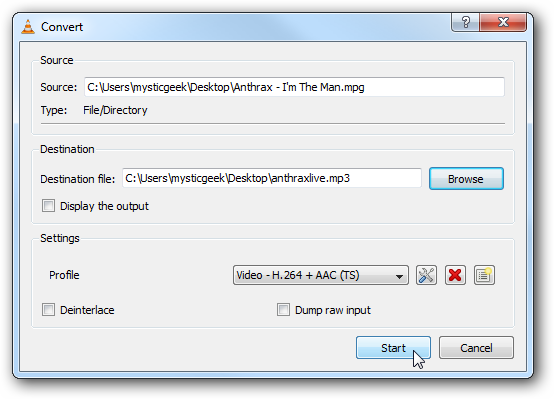 Convert
Source
Source: C:\Users\mysticgeek\Desktop\Anthrax - I'm The Man.mpg
Type: File/Directory
Destination
Destination file: C:\Users\mysticgeek\Desktop\anthraxlive.mp3 Browse
Display the output
Settings
Profile Video - H.264 + AAC (TS)
Deinterlace Dump raw input
Start Cancel